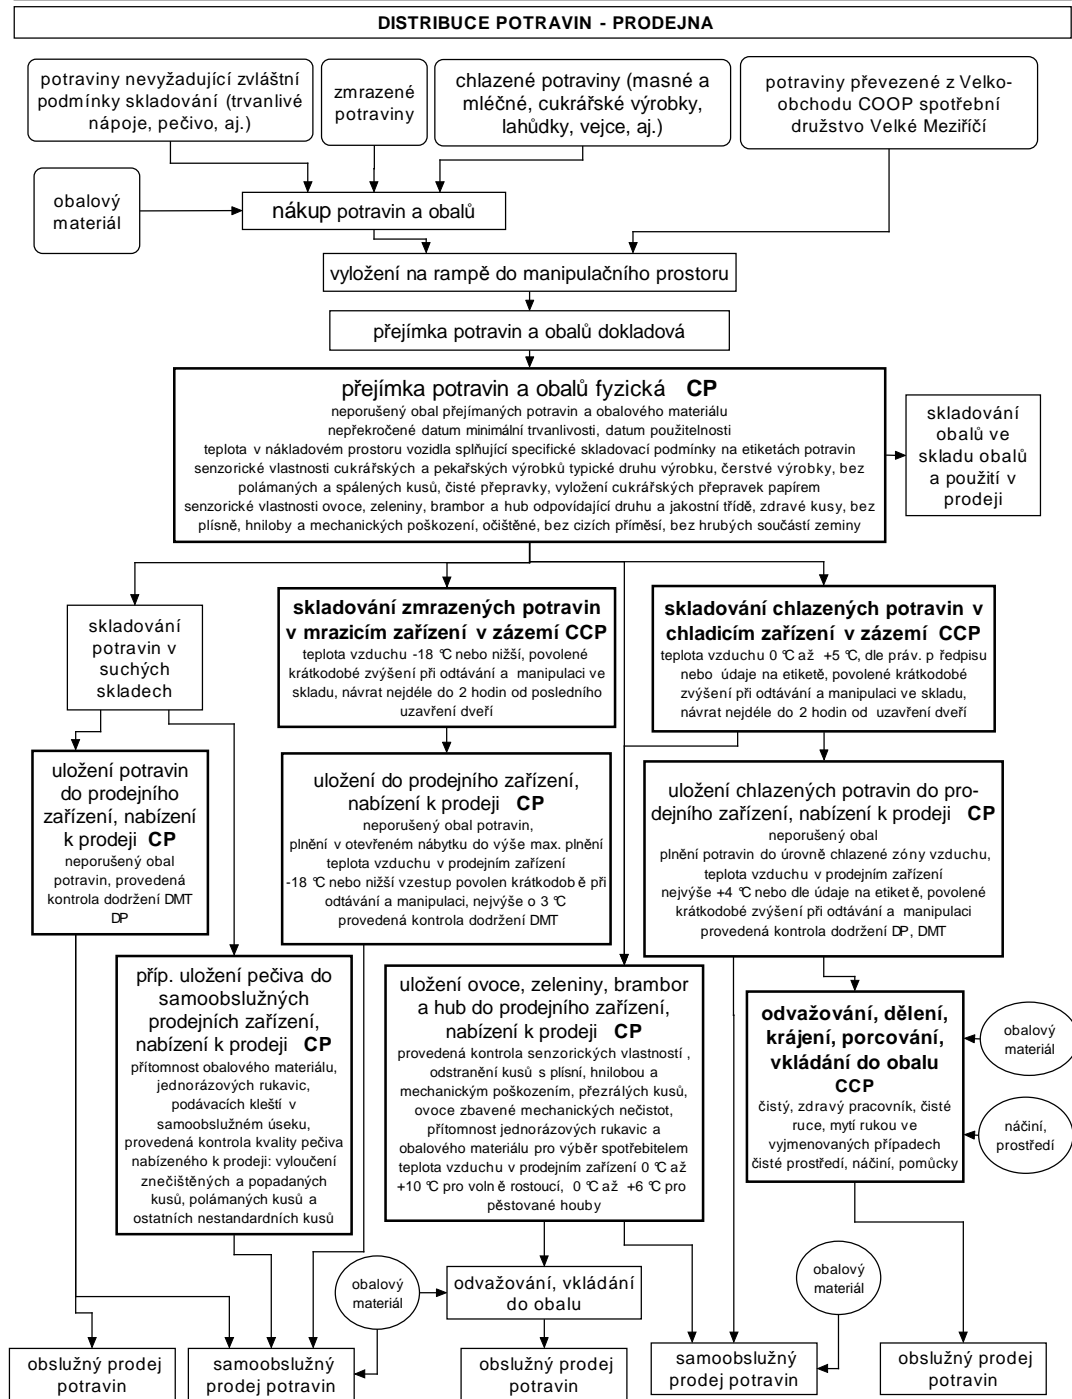 DISTRIBUCE POTRAVIN - PRODEJNA
potraviny nevyžadující zvláštní
podmínky skladování (trvanlivé
nápoje, pečivo, aj.)
zmrazené
potraviny
chlazené potraviny (masné a
mléčné, cukrářské výrobky,
lahůdky, vejce, aj.)
potraviny převezené z Velko-
obchodu COOP spotřební
družstvo Velké Meziříčí
obalový
materiál
nákup potravin a obalů
vyložení na rampě do manipulačního prostoru
přejímka potravin a obalů dokladová
přejímka potravin a obalů fyzická CP
neporušený obal přejímaných potravin a obalového materiálu
nepřekročené datum minimální trvanlivosti, datum použitelnosti
teplota v nákladovém prostoru vozidla splňující specifické skladovací podmínky na etiketách potravin
senzorické vlastnosti cukrářských a pekařských výrobků typické druhu výrobku, čerstvé výrobky, bez
polámaných a spálených kusů, čisté přepravky, vyložení cukrářských přepravek papírem
senzorické vlastnosti ovoce, zeleniny, brambor a hub odpovídající druhu a jakostní třídě, zdravé kusy, bez
plísně, hniloby a mechanických poškození, očištěné, bez cizích příměsí, bez hrubých součástí zeminy
skladování
obalů ve
skladu obalů
a použití v
prodeji
skladování
potravin v
suchých
skladech
skladování zmrazených potravin
v mrazicím zařízení v zázemí CCP
teplota vzduchu -18 °C nebo nižší, povolené
krátkodobé zvýšení při odtávání a manipulaci ve
skladu, návrat nejdéle do 2 hodin od posledního
uzavření dveří
skladování chlazených potravin v
chladicím zařízení v zázemí CCP
teplota vzduchu 0 °C až +5 °C, dle práv. předpisu
nebo údaje na etiketě, povolené krátkodobé
zvýšení při odtávání a manipulaci ve skladu,
návrat nejdéle do 2 hodin od uzavření dveří
uložení potravin
do prodejního
zařízení, nabízení
k prodeji CP
neporušený obal
potravin, provedená
kontrola dodržení DMT
DP
uložení do prodejního zařízení,
nabízení k prodeji CP
neporušený obal potravin,
plnění v otevřeném nábytku do výše max. plnění
teplota vzduchu v prodejním zařízení
-18 °C nebo nižší vzestup povolen krátkodobě při
odtávání a manipulaci, nejvýše o 3 °C
provedená kontrola dodržení DMT
uložení chlazených potravin do pro-
dejního zařízení, nabízení k prodeji CP
neporušený obal
plnění potravin do úrovně chlazené zóny vzduchu,
teplota vzduchu v prodejním zařízení
nejvýše +4 °C nebo dle údaje na etiketě, povolené
krátkodobé zvýšení při odtávání a manipulaci
provedená kontrola dodržení DP, DMT
příp. uložení pečiva do
samoobslužných
prodejních zařízení,
nabízení k prodeji CP
přítomnost obalového materiálu,
jednorázových rukavic,
podávacích kleští v
samoobslužném úseku,
provedená kontrola kvality pečiva
nabízeného k prodeji: vyloučení
znečištěných a popadaných
kusů, polámaných kusů a
ostatních nestandardních kusů
uložení ovoce, zeleniny, brambor
a hub do prodejního zařízení,
nabízení k prodeji CP
provedená kontrola senzorických vlastností ,
odstranění kusů s plísní, hnilobou a
mechanickým poškozením, přezrálých kusů,
ovoce zbavené mechanických nečistot,
přítomnost jednorázových rukavic a
obalového materiálu pro výběr spotřebitelem
teplota vzduchu v prodejním zařízení 0 °C až
+10 °C pro volně rostoucí, 0 °C až +6 °C pro
pěstované houby
odvažování, dělení,
krájení, porcování,
vkládání do obalu
CCP
čistý, zdravý pracovník, čisté
ruce, mytí rukou ve
vyjmenovaných případech
čisté prostředí, náčiní, pomůcky
obalový
materiál
náčiní,
prostředí
obalový
materiál
odvažování, vkládání
do obalu
obalový
materiál
obslužný prodej
potravin
samoobslužný
prodej potravin
obslužný prodej
potravin
samoobslužný
prodej potravin
obslužný prodej
potravin